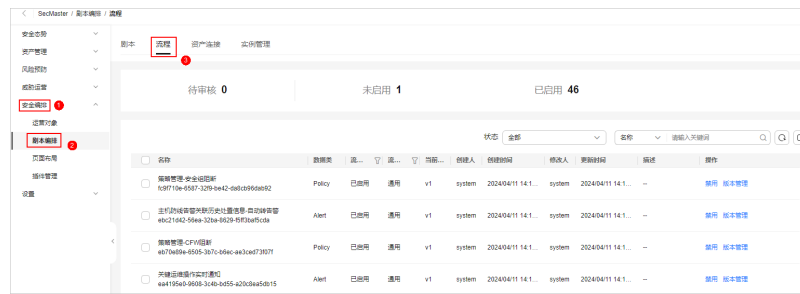 SecMaster / 剧本编排 / 流程
安全态势
资产管理
风险预防
威胁运营
安全编排 1
运营对象
剧本编排 2
页面布局
插件管理
设置
剧本 流程 资产连接 实例管理
3
待审核 0 未启用 1 已启用 46
状态 全部 名称 请输入关键词
名称 数据类 流... 流... 当前... 创建人 创建时间 修改人 更新时间 描述 操作
策略管理-安全组阻断 Policy 已启用 通用 v1 system 2024/04/11 14:1... system 2024/04/11 14:1... -- 禁用 版本管理
fc9f710e-6587-32f9-be42-da8cb96dab92
主机防线告警关联历史处置信息-自动转告警 Alert 已启用 通用 v1 system 2024/04/11 14:1... system 2024/04/11 14:1... -- 禁用 版本管理
ebc21d42-56ea-32ba-8629-f5ff3baf5cda
策略管理-CFW阻断 Policy 已启用 通用 v1 system 2024/04/11 14:1... system 2024/04/11 14:1... -- 禁用 版本管理
eb70e89e-6505-3b7c-b6ec-ae3ced73f07f
关键运维操作实时通知 Alert 已启用 通用 v1 system 2024/04/11 14:1... system 2024/04/11 14:1... -- 禁用 版本管理
ea4195e0-9608-3c4b-bd55-a20c8ea5db15